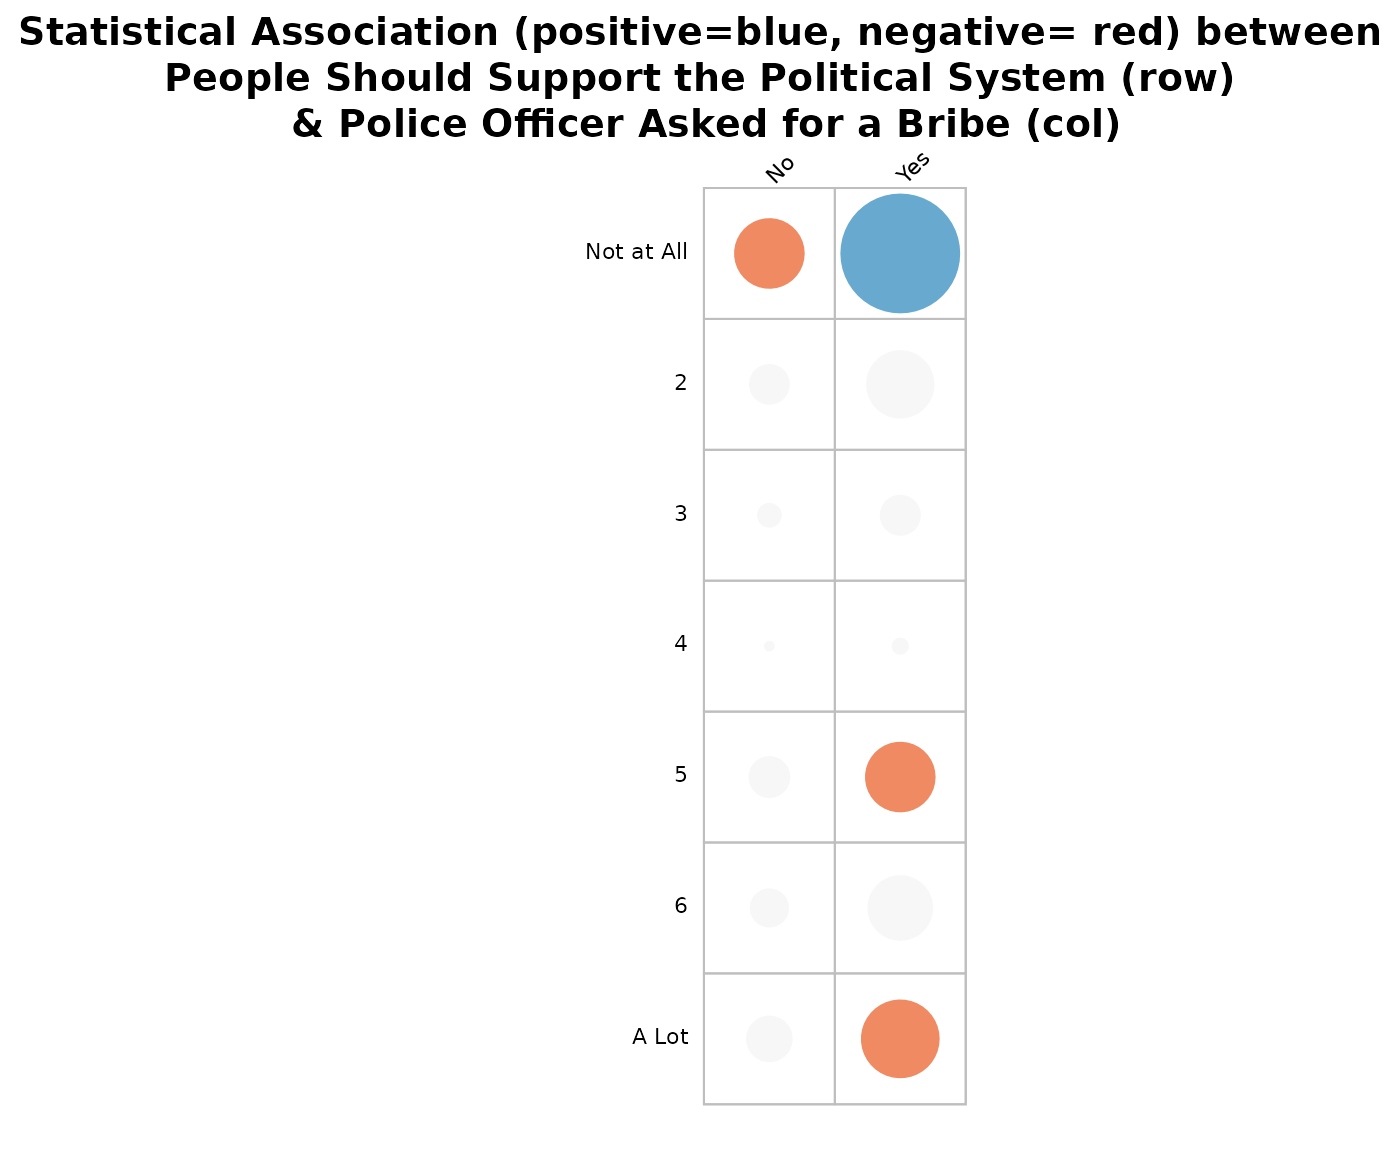 Statistical Association (positive=blue, negative= red) between
People Should Support the Political System (row)
& Police Officer Asked for a Bribe (col)
No
Yes
Not at All
2
3
4
5
6
A Lot